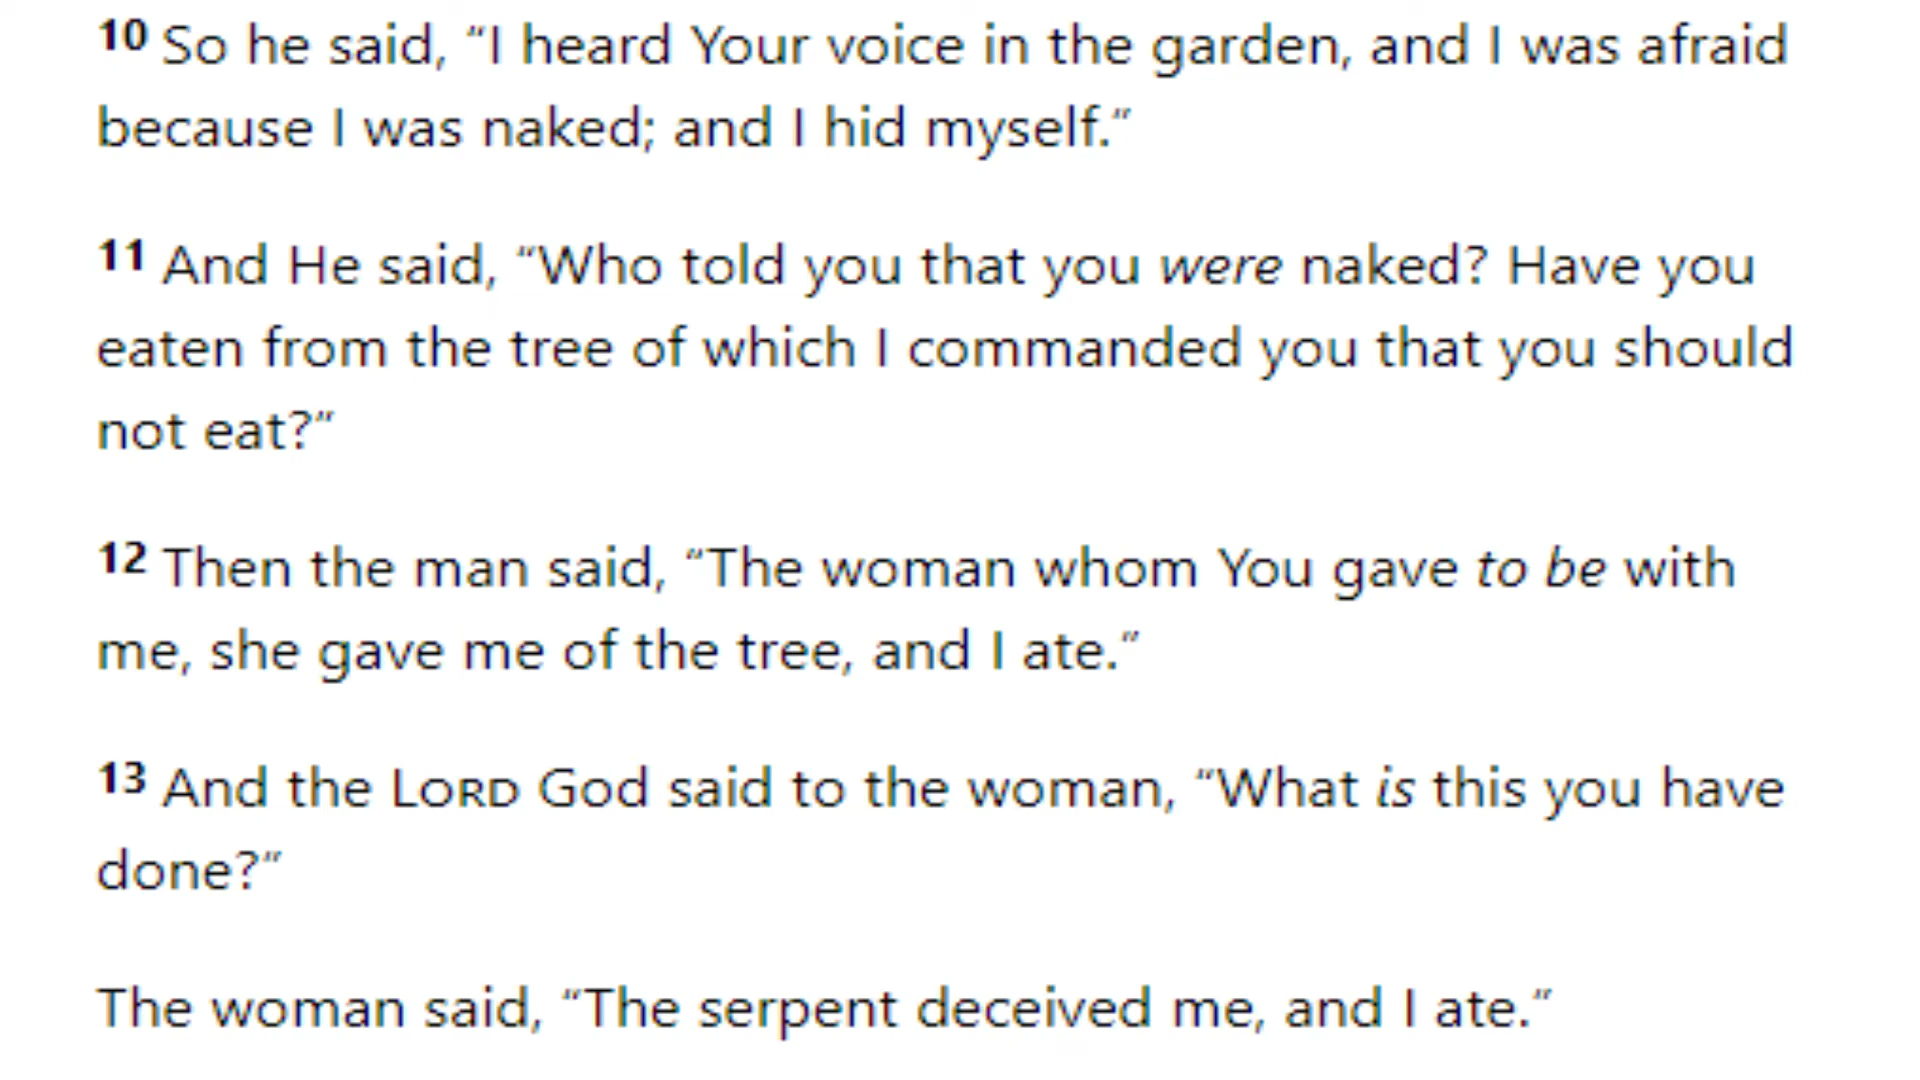 10 So he said, “I heard Your voice in the garden, and I was afraid
because I was naked; and I hid myself.”
11 And He said, “Who told you that you were naked? Have you
eaten from the tree of which I commanded you that you should
not eat?”
12 Then the man said, “The woman whom You gave to be with
me, she gave me of the tree, and I ate.”
13 And the LORD God said to the woman, “What is this you have
done?”
The woman said, “The serpent deceived me, and I ate.”